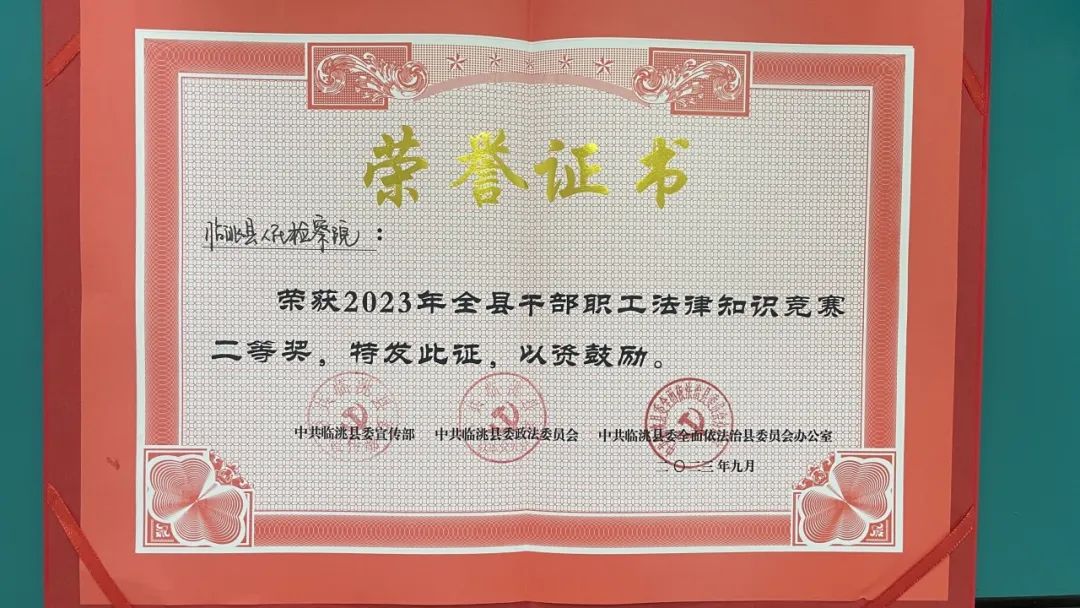 荣誉证书
临洮县人民检察院：
荣获2023年全县干部职工法律知识竞赛
二等奖，特发此证，以资鼓励。
中共临洮县委宣传部 中共临洮县委政法委员会 中共临洮县委全面依法治县委员会办公室
二〇二三年九月